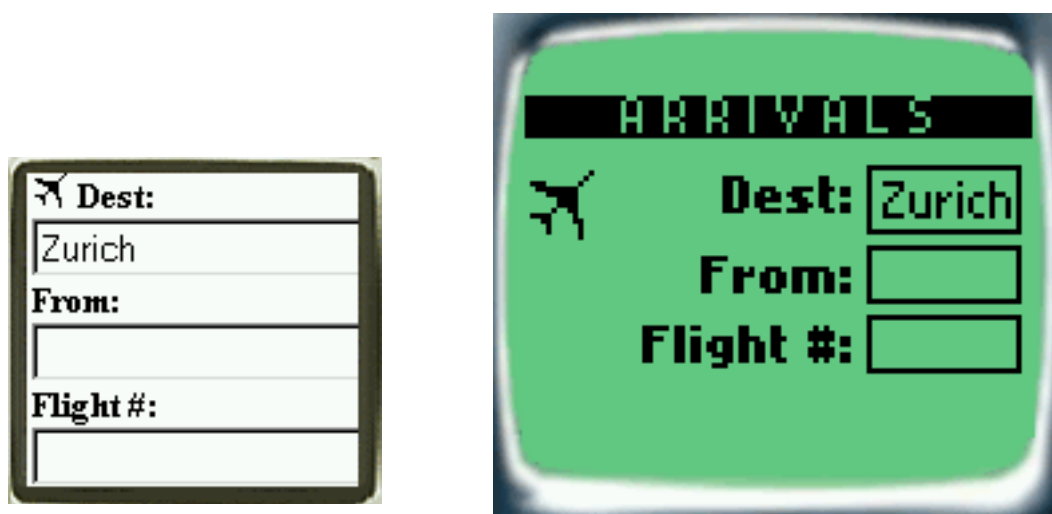 Dest:
Zurich
From:
Flight #:
ARRIVALS
Dest: Zurich
From:
Flight #: